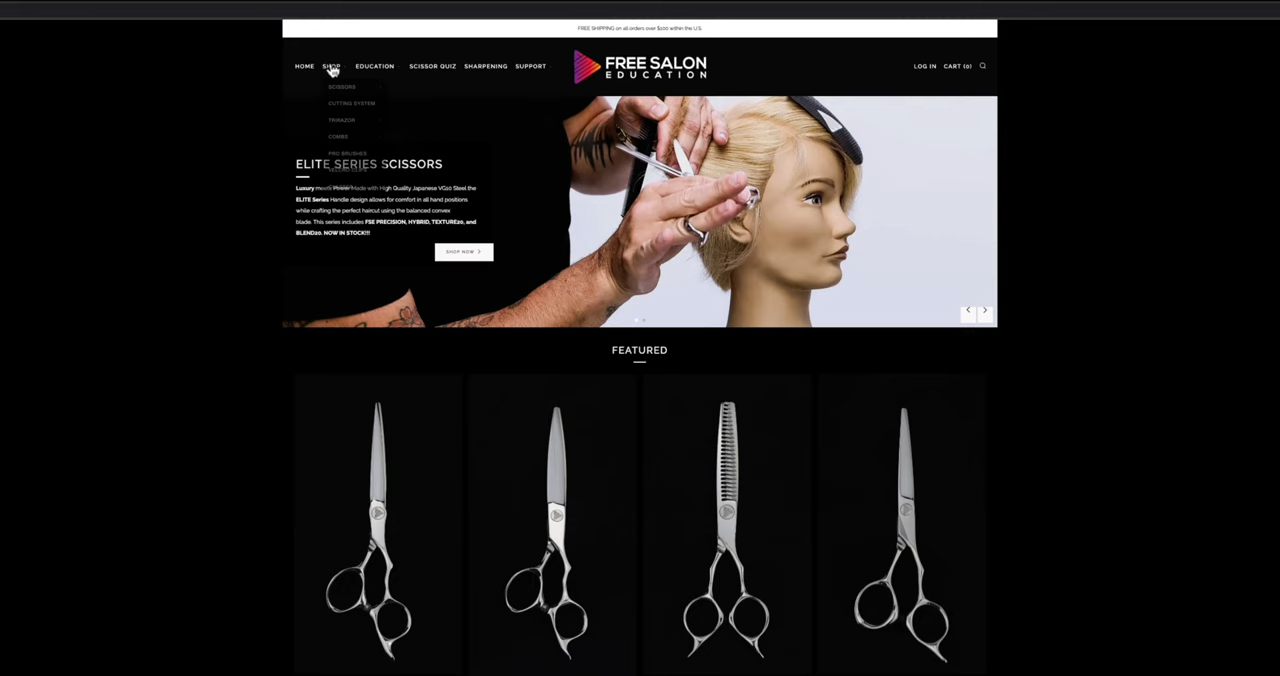 FREE SHIPPING on all orders over $200 within the U.S.
HOME SHOP EDUCATION SCISSOR QUIZ SHARPENING SUPPORT
FREE SALON
EDUCATION
LOG IN CART (0)
SCISSORS
CUTTING SYSTEM
TRIRAZOR
COMBS
PRO BRUSHES
ELITE SERIES SCISSORS
Luxury meets Power Made with High Quality Japanese VG10 Steel the
ELITE Series Handle design allows for comfort in all hand positions
while crafting the perfect haircut using the balanced convex
blade. This series includes FSE PRECISION, HYBRID, TEXTURE20, and
BLEND20. NOW IN STOCK!!!
SHOP NOW
FEATURED